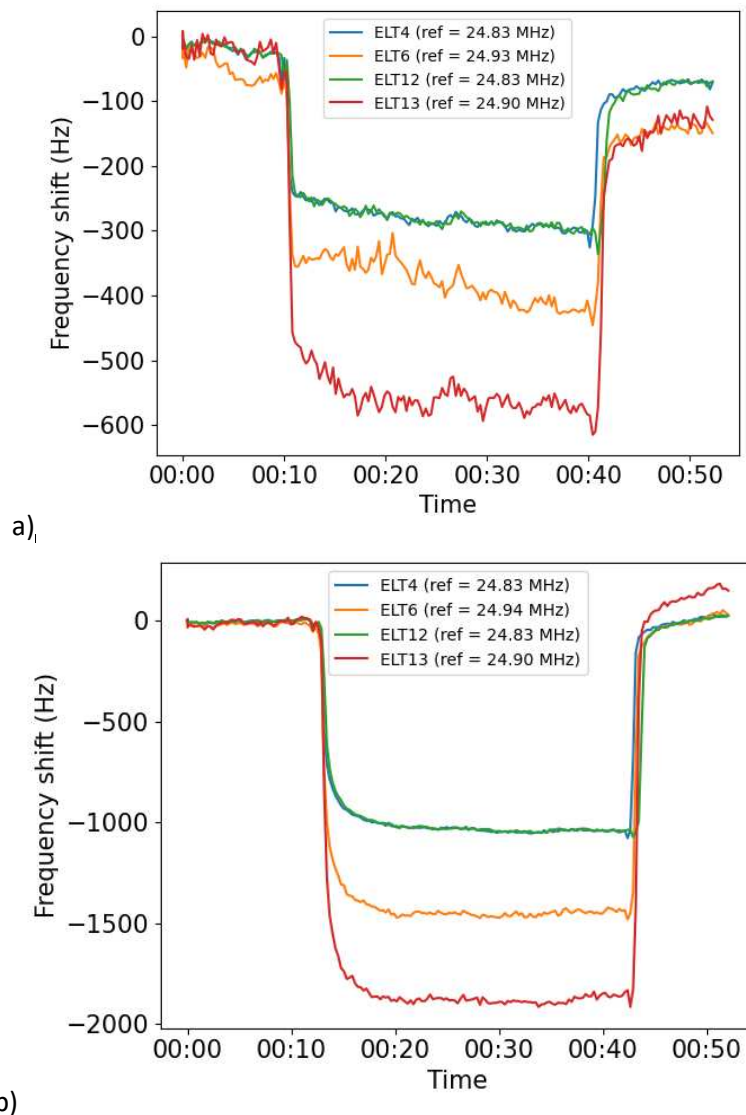 ELT4 (ref = 24.83 MHz)
ELT6 (ref = 24.93 MHz)
ELT12 (ref = 24.83 MHz)
ELT13 (ref = 24.90 MHz)
Frequency shift (Hz)
0
−100
−200
−300
−400
−500
−600
00:00 00:10 00:20 00:30 00:40 00:50
Time
a)
ELT4 (ref = 24.83 MHz)
ELT6 (ref = 24.94 MHz)
ELT12 (ref = 24.83 MHz)
ELT13 (ref = 24.90 MHz)
Frequency shift (Hz)
0
−500
−1000
−1500
−2000
00:00 00:10 00:20 00:30 00:40 00:50
Time
b)